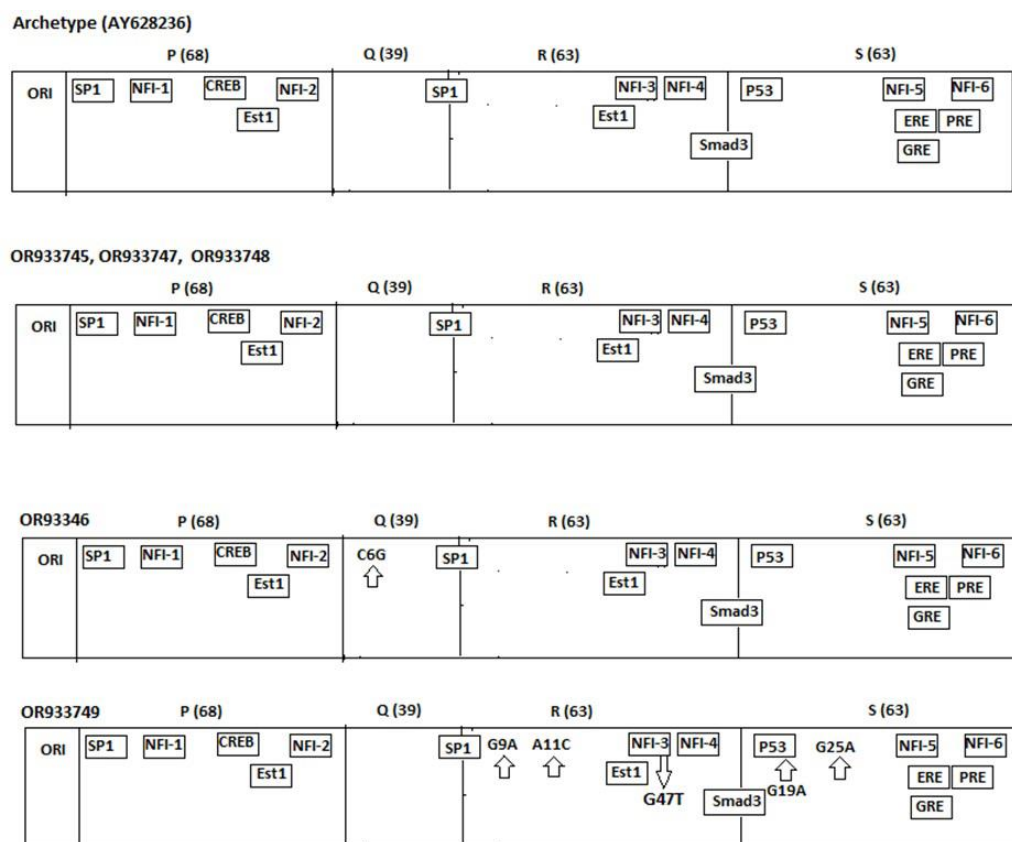 Archetype (AY628236)
P (68) Q (39) R (63) S (63)
ORI SP1 NFI-1 CREB NFI-2 SP1 NFI-3 NFI-4 P53 NFI-5 NFI-6
Est1 Est1 ERE PRE
Smad3 GRE
OR933745, OR933747, OR933748
P (68) Q (39) R (63) S (63)
ORI SP1 NFI-1 CREB NFI-2 SP1 NFI-3 NFI-4 P53 NFI-5 NFI-6
Est1 Est1 ERE PRE
Smad3 GRE
OR93346 P (68) Q (39) R (63) S (63)
ORI SP1 NFI-1 CREB NFI-2 C6G SP1 NFI-3 NFI-4 P53 NFI-5 NFI-6
Est1 Est1 ERE PRE
Smad3 GRE
OR933749 P (68) Q (39) R (63) S (63)
ORI SP1 NFI-1 CREB NFI-2 SP1 G9A A11C NFI-3 NFI-4 P53 G25A NFI-5 NFI-6
Est1 Est1 ERE PRE
G47T Smad3 G19A GRE